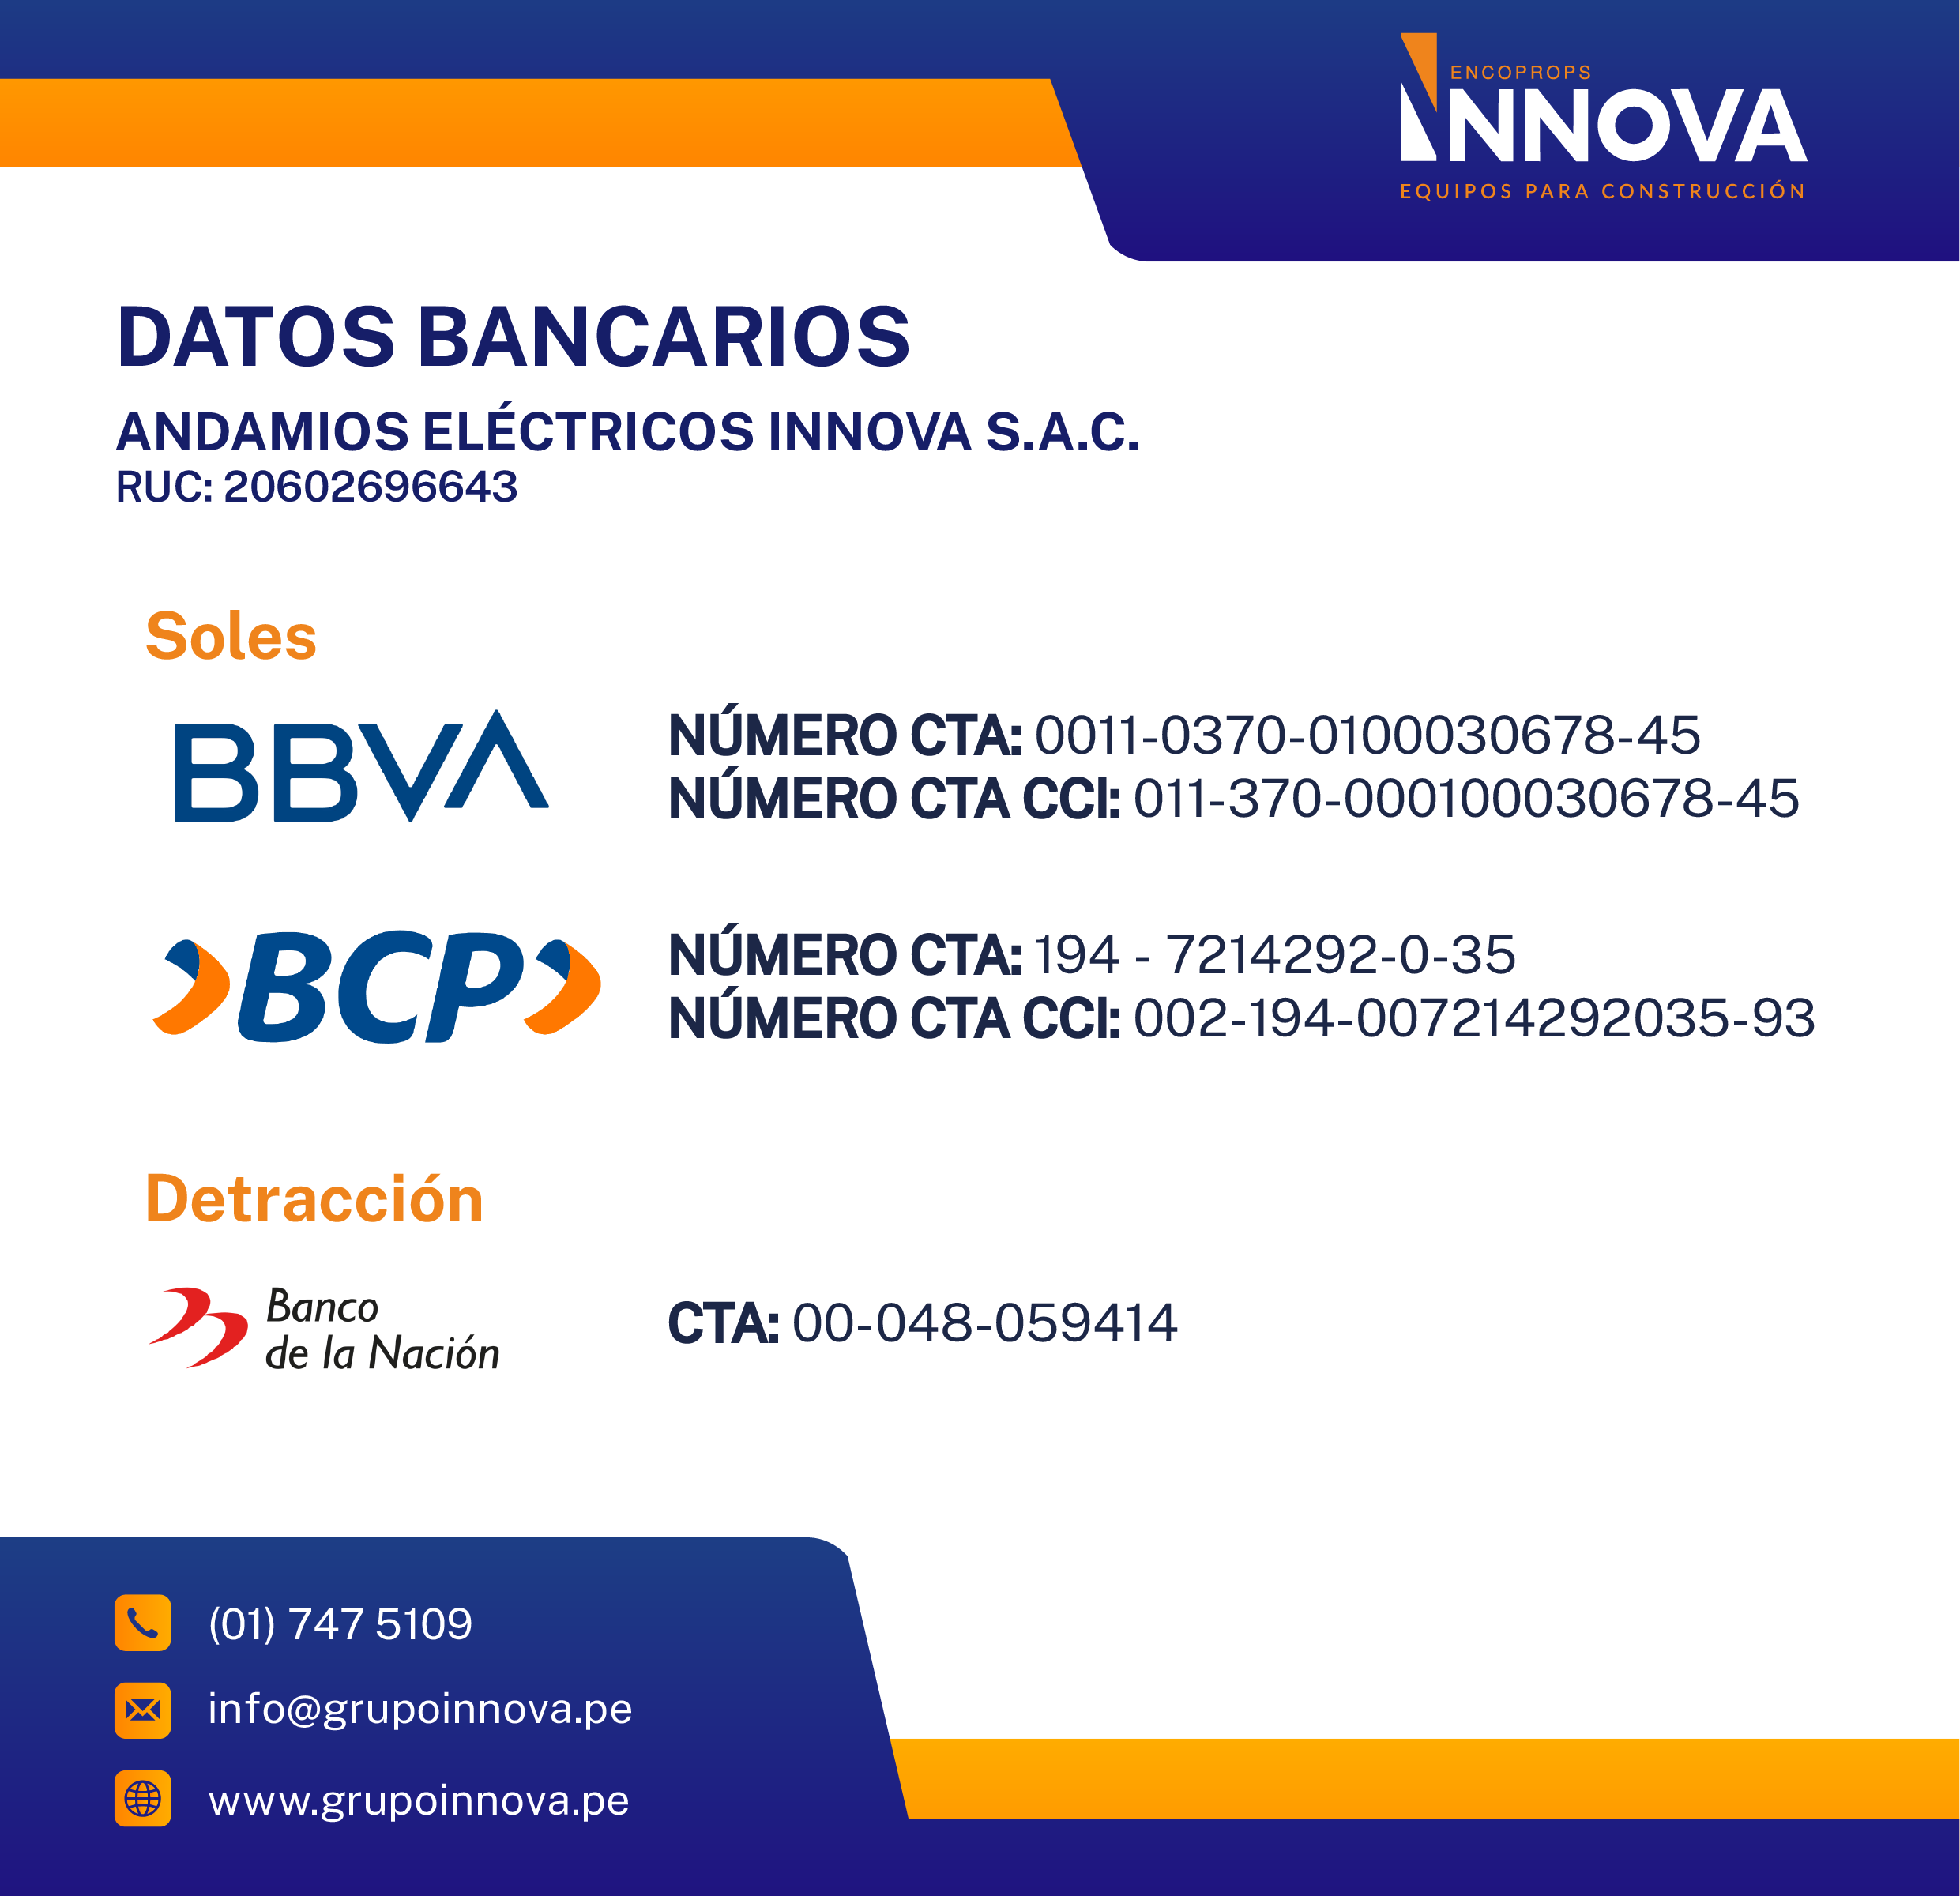 ENCOPROPS
INNOVA
EQUIPOS PARA CONSTRUCCIÓN
DATOS BANCARIOS
ANDAMIOS ELÉCTRICOS INNOVA S.A.C.
RUC: 20602696643
Soles
BBVA
NÚMERO CTA: 0011-0370-0100030678-45
NÚMERO CTA CCI: 011-370-000100030678-45
BCP
NÚMERO CTA: 194 - 7214292-0-35
NÚMERO CTA CCI: 002-194-007214292035-93
Detracción
Banco
de la Nación
CTA: 00-048-059414
(01) 747 5109
info@grupoinnova.pe
www.grupoinnova.pe